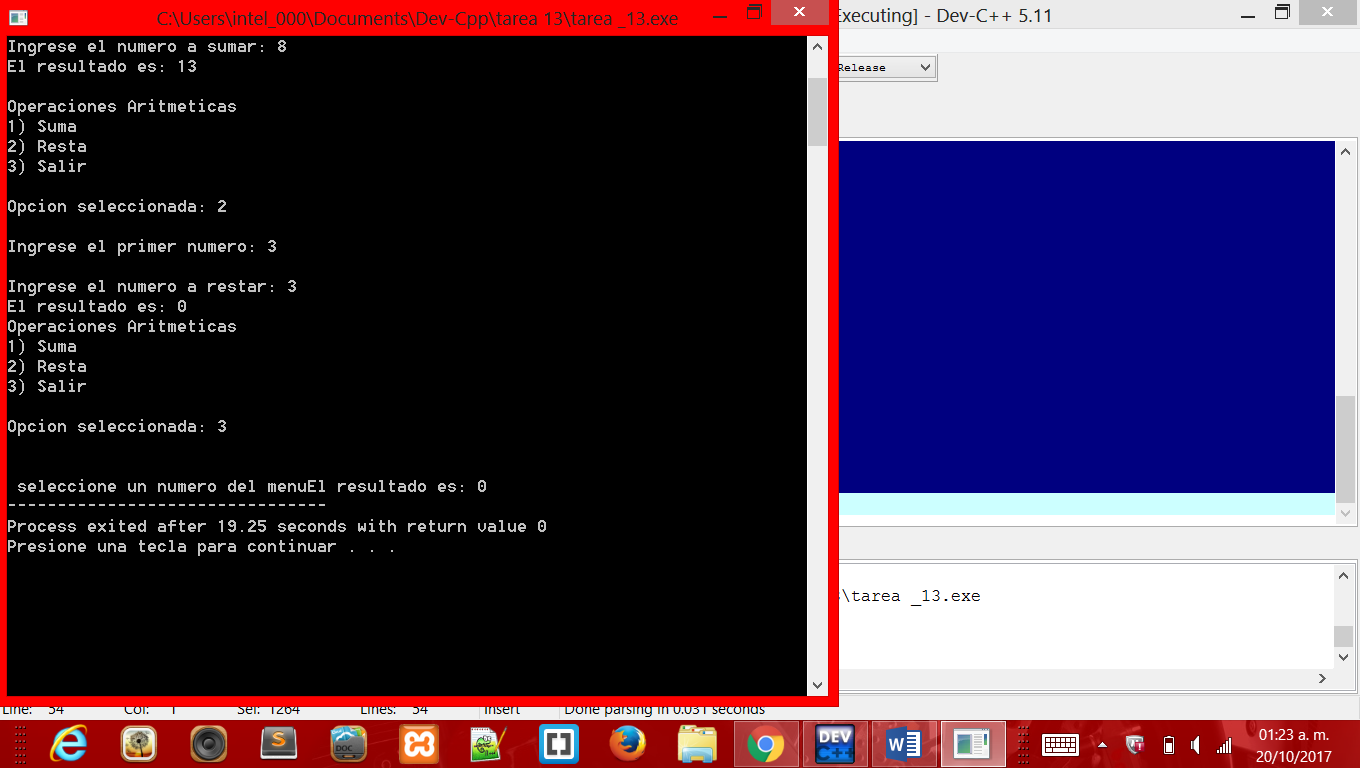 C:\Users\intel_000\Documents\Dev-Cpp\tarea 13\tarea _13.exe
Executing] - Dev-C++ 5.11
Ingrese el numero a sumar: 8
El resultado es: 13
Operaciones Aritmeticas
1) Suma
2) Resta
3) Salir
Opcion seleccionada: 2
Ingrese el primer numero: 3
Ingrese el numero a restar: 3
El resultado es: 0
Operaciones Aritmeticas
1) Suma
2) Resta
3) Salir
Opcion seleccionada: 3
seleccione un numero del menuEl resultado es: 0
--------------------------------
Process exited after 19.25 seconds with return value 0
Presione una tecla para continuar . . .
Release
\tarea _13.exe
Line: 54 Col: 1 Sel: 1264 Lines: 54 Insert Done parsing in 0.031 seconds
DOC
DEV
C++
W
S
01:23 a. m.
20/10/2017